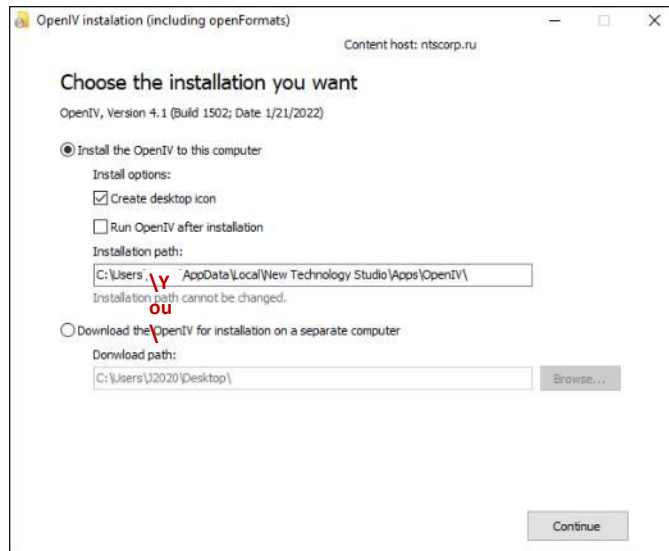 OpenIV instalation (including openFormats)
Content host: ntscorp.ru
Choose the installation you want
OpenIV, Version 4.1 (Build 1502; Date 1/21/2022)
Install the OpenIV to this computer
Install options:
Create desktop icon
Run OpenIV after installation
Installation path:
C:\Users\You\AppData\Local\New Technology Studio\Apps\OpenIV\
Installation path cannot be changed.
Download the OpenIV for installation on a separate computer
Donwload path:
C:\Users\J2020\Desktop\
Browse...
Continue